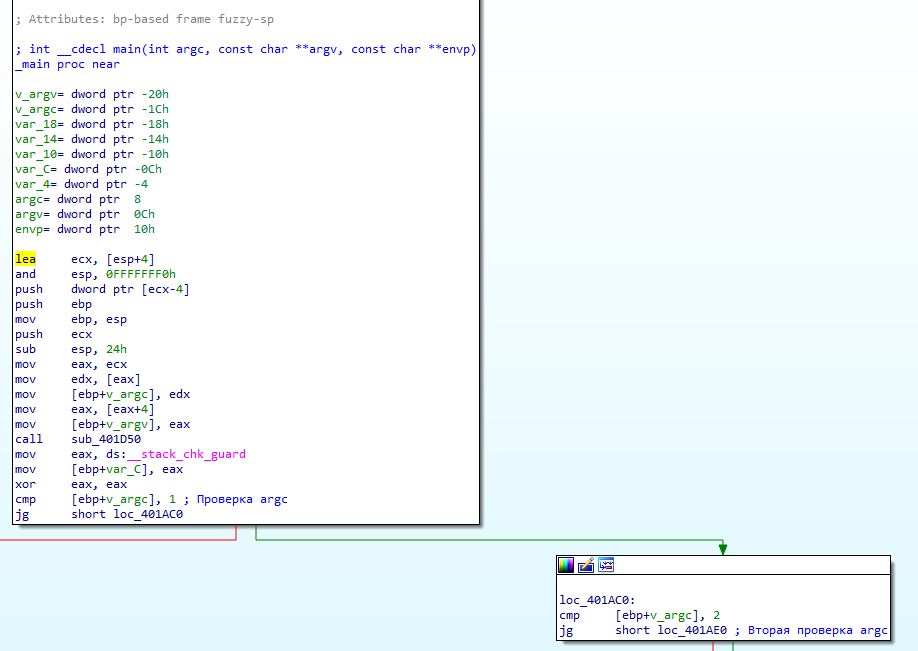 ; Attributes: bp-based frame fuzzy-sp
; int __cdecl main(int argc, const char **argv, const char **envp)
_main proc near
v_argv= dword ptr -20h
v_argc= dword ptr -1Ch
var_18= dword ptr -18h
var_14= dword ptr -14h
var_10= dword ptr -10h
var_C= dword ptr -0Ch
var_4= dword ptr -4
argc= dword ptr  8
argv= dword ptr  0Ch
envp= dword ptr  10h
lea     ecx, [esp+4]
and     esp, 0FFFFFFF0h
push    dword ptr [ecx-4]
push    ebp
mov     ebp, esp
push    ecx
sub     esp, 24h
mov     eax, ecx
mov     edx, [eax]
mov     [ebp+v_argc], edx
mov     eax, [eax+4]
mov     [ebp+v_argv], eax
call    sub_401D50
mov     eax, ds:__stack_chk_guard
mov     [ebp+var_C], eax
xor     eax, eax
cmp     [ebp+v_argc], 1 ; Проверка argc
jg      short loc_401AC0
loc_401AC0:
cmp     [ebp+v_argc], 2
jg      short loc_401AE0 ; Вторая проверка argc